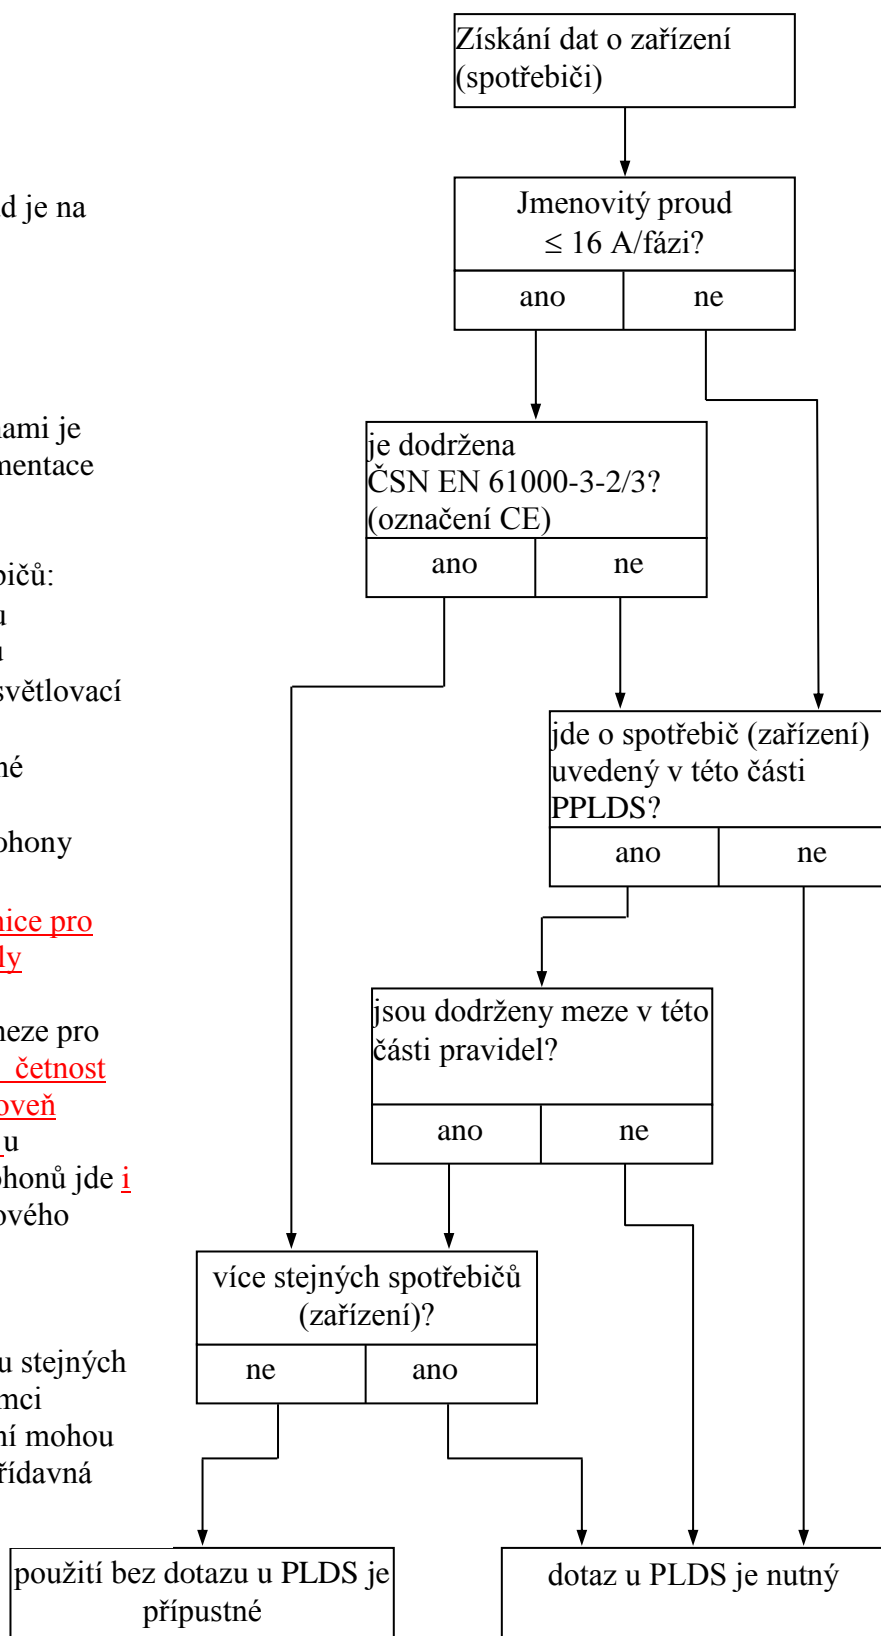 Získání dat o zařízení
(spotřebiči)
d je na
Jmenovitý proud
≤ 16 A/fázi?
ano
ne
nami je
mentace
je dodržena
ČSN EN 61000-3-2/3?
(označení CE)
ano
ne
bičů:
u
u
světlovací
né
ohony
jde o spotřebič (zařízení)
uvedený v této části
PPLDS?
ano
ne
nice pro
ly
neze pro
četnost
oveň
u
ohonů jde i
ového
jsou dodrženy meze v této
části pravidel?
ano
ne
více stejných spotřebičů
(zařízení)?
ne
ano
u stejných
mci
ní mohou
řídavná
použití bez dotazu u PLDS je
přípustné
dotaz u PLDS je nutný